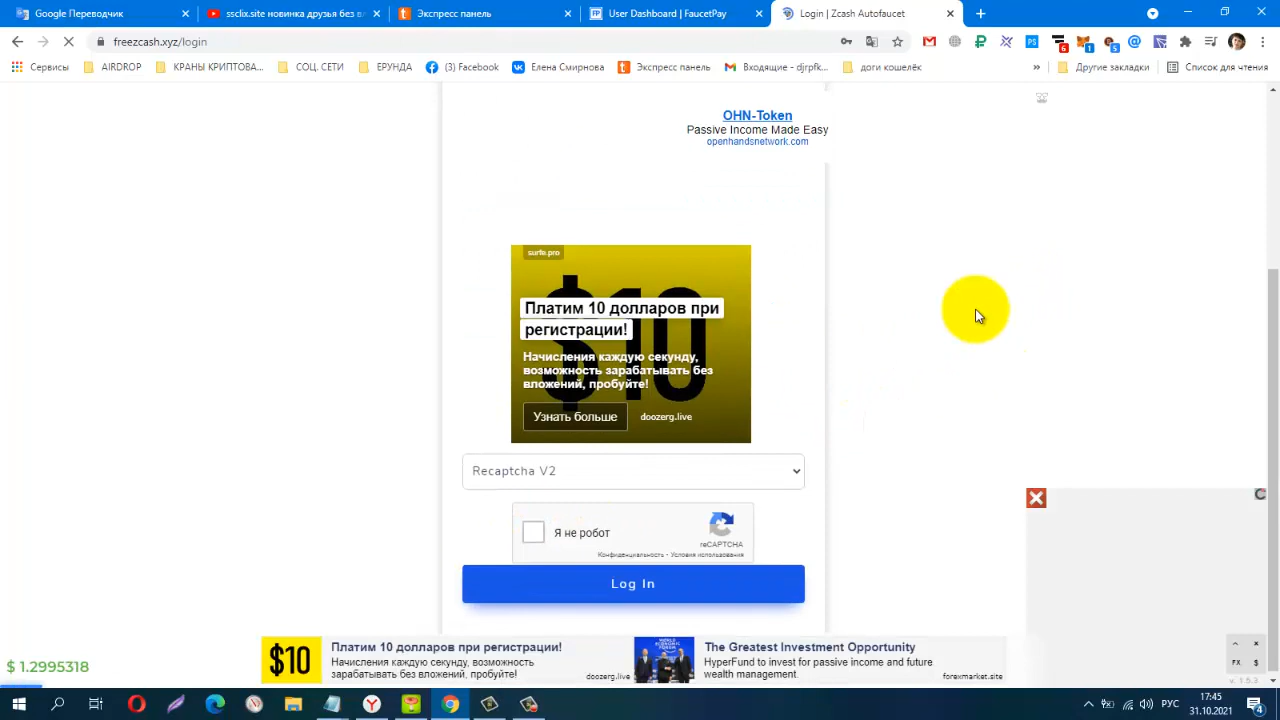 Google Переводчик
ssclix.site новинка друзья без в
Экспресс панель
User Dashboard | FaucetPay
Login | Zcash Autofaucet
freezcash.xyz/login
Сервисы
AIRDROP
КРАНЫ КРИПТОВА...
СОЦ. СЕТИ
ЕРУНДА
(3) Facebook
Елена Смирнова
Экспресс панель
Входящие - djrpfk...
доги кошелёк
Другие закладки
Список для чтения
OHN-Token
Passive Income Made Easy
openhandsnetwork.com
surfe.pro
$10
Платим 10 долларов при
регистрации!
Начисления каждую секунду,
возможность зарабатывать без
вложений, пробуйте!
Узнать больше
doozerg.live
Recaptcha V2
Я не робот
reCAPTCHA
Конфиденциальность - Условия использования
Log In
$ 1.2995318
$10
Платим 10 долларов при регистрации!
Начисления каждую секунду, возможность
зарабатывать без вложений, пробуйте!
doozerg.live
The Greatest Investment Opportunity
HyperFund to invest for passive income and future
wealth management.
forexmarket.site
FX
$
v. 1.5.3
РУС
17:45
31.10.2021